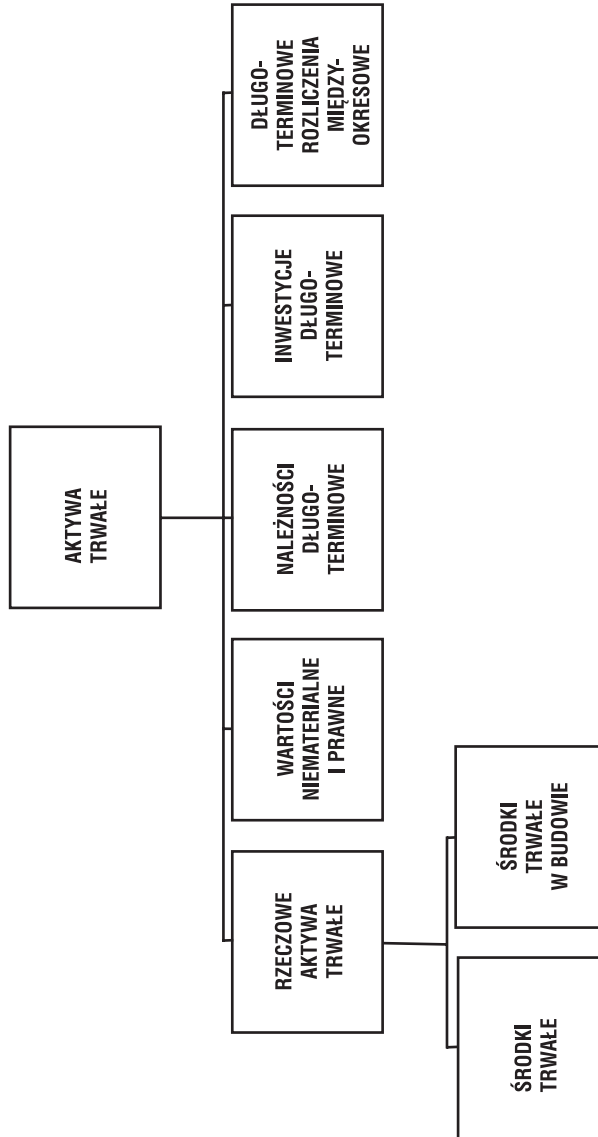 AKTYWA
TRWAŁE
RZECZOWE
AKTYWA
TRWAŁE
WARTOŚCI
NIEMATERIALNE
I PRAWNE
NALEŻNOŚCI
DŁUGO-
TERMINOWE
INWESTYCJE
DŁUGO-
TERMINOWE
DŁUGO-
TERMINOWE
ROZLICZENIA
MIĘDZY-
OKRESOWE
ŚRODKI
TRWAŁE
ŚRODKI
TRWAŁE
W BUDOWIE